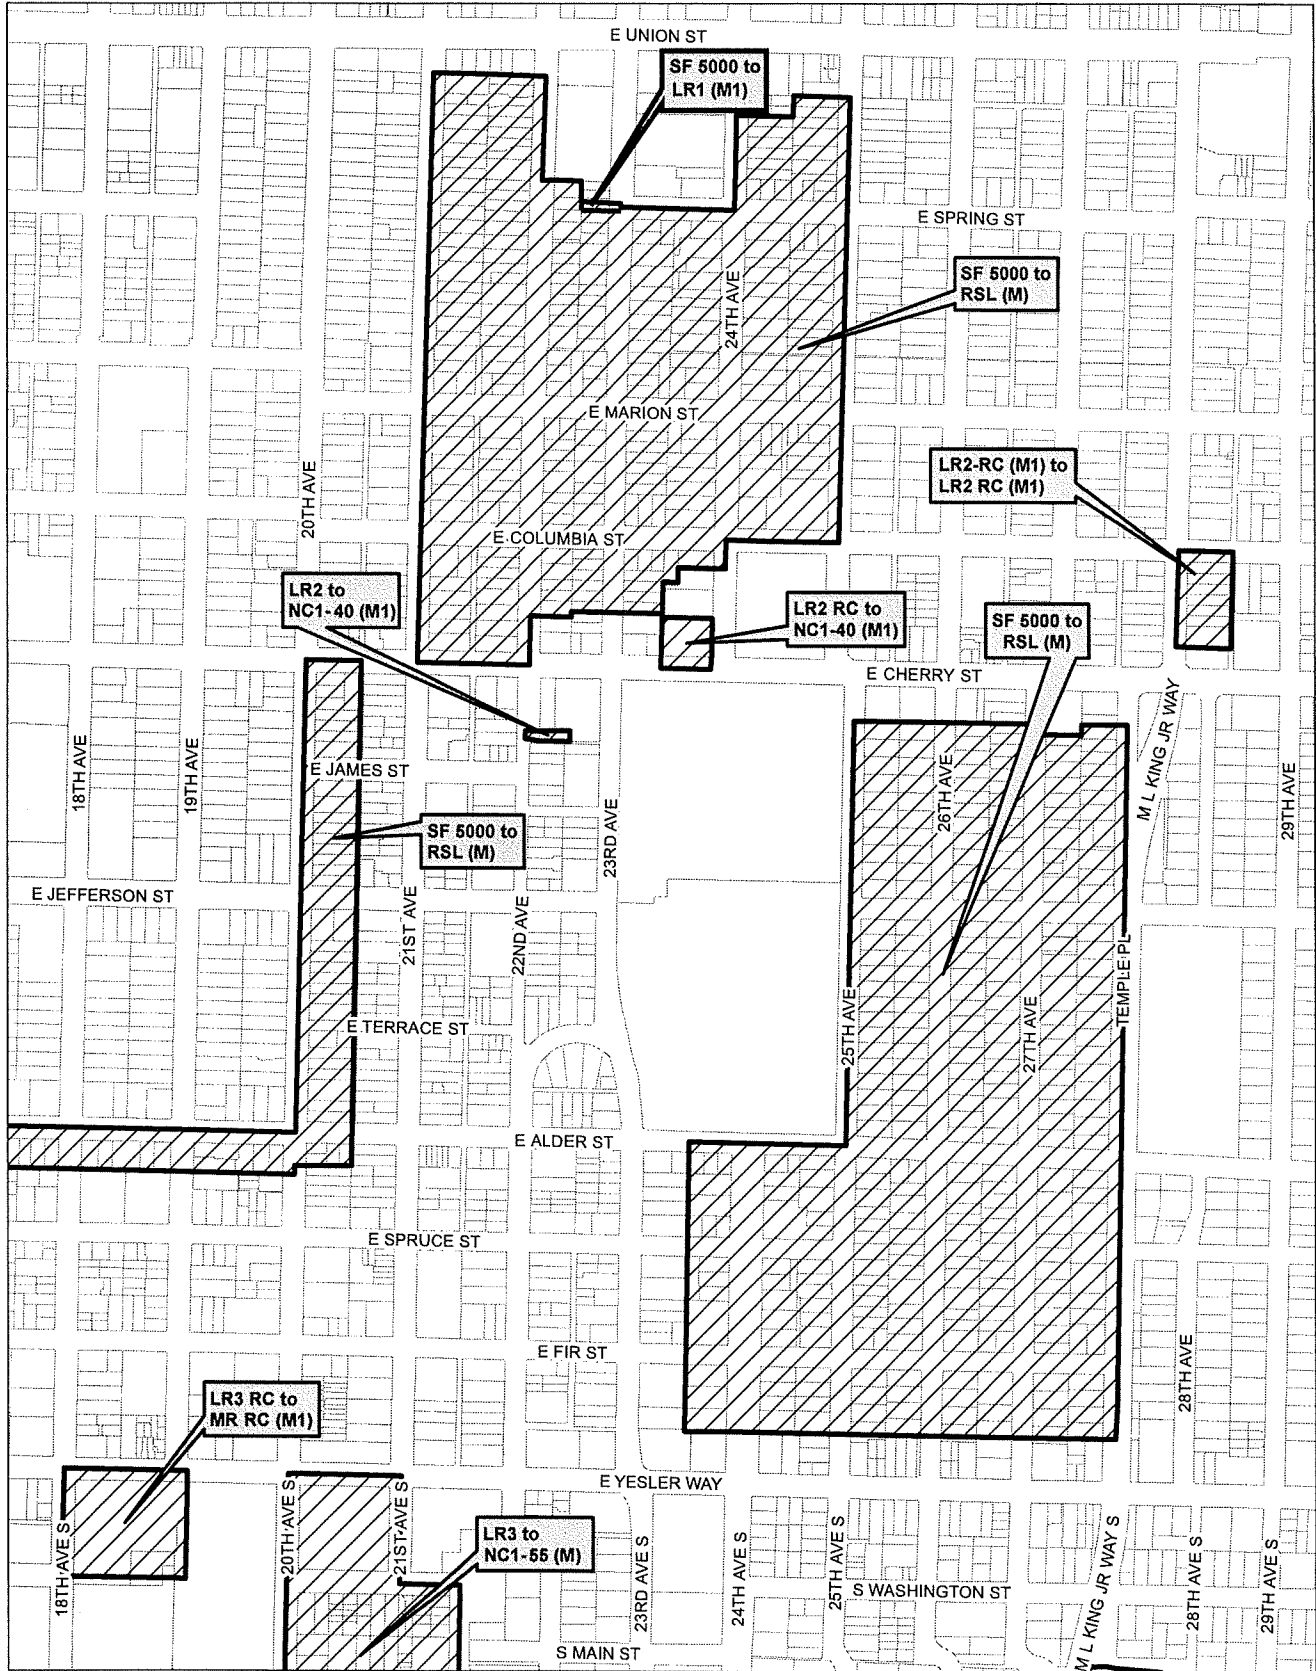 E UNION ST
SF 5000 to
LR1 (M1)
E SPRING ST
SF 5000 to
RSL (M)
24TH AVE
E MARION ST
LR2-RC (M1) to
LR2 RC (M1)
20TH AVE
E COLUMBIA ST
LR2 to
NC1-40 (M1)
LR2 RC to
NC1-40 (M1)
SF 5000 to
RSL (M)
E CHERRY ST
M L KING JR WAY
18TH AVE
19TH AVE
E JAMES ST
26TH AVE
29TH AVE
SF 5000 to
RSL (M)
23RD AVE
E JEFFERSON ST
21ST AVE
22ND AVE
TEMPLE PL
E TERRACE ST
25TH AVE
27TH AVE
E ALDER ST
E SPRUCE ST
E FIR ST
28TH AVE
LR3 RC to
MR RC (M1)
E YESLER WAY
18TH AVE S
20TH AVE S
21ST AVE S
LR3 to
NC1-55 (M)
23RD AVE S
24TH AVE S
25TH AVE S
S WASHINGTON ST
M L KING JR WAY S
28TH AVE S
29TH AVE S
S MAIN ST